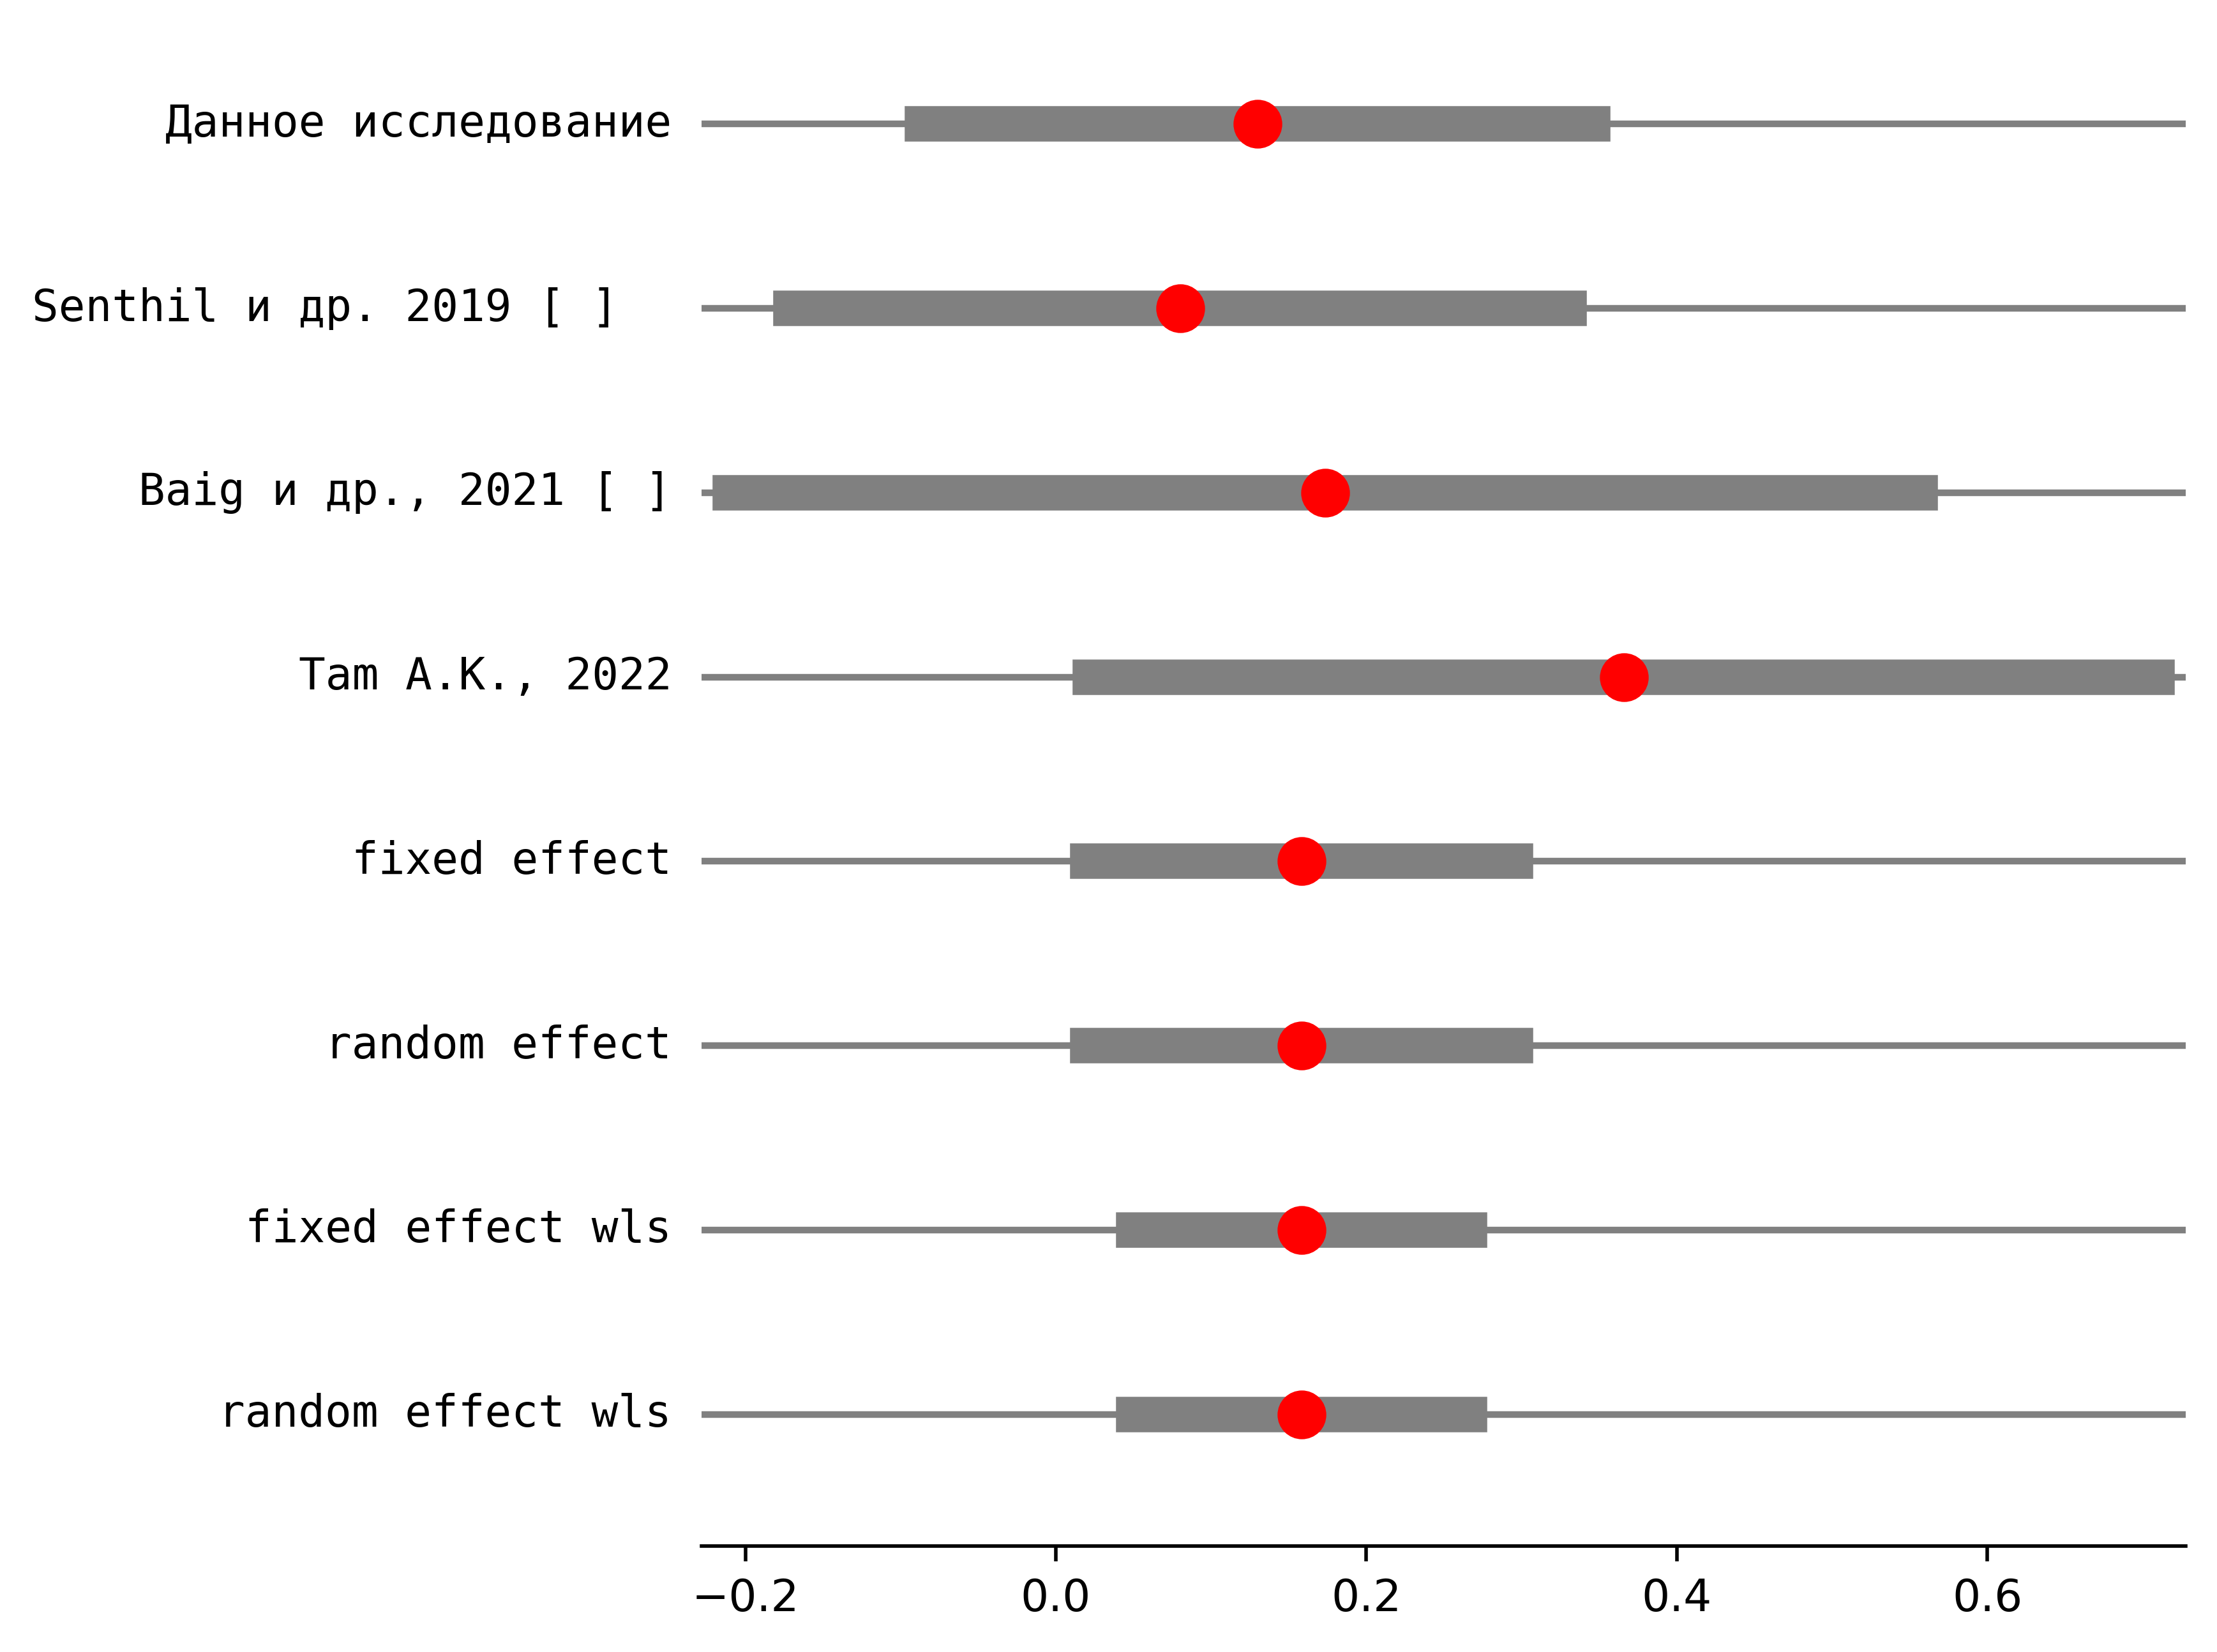 Данное исследование
Senthil и др. 2019 [ ]
Baig и др., 2021 [ ]
Tam A.K., 2022
fixed effect
random effect
fixed effect wls
random effect wls
−0.2 0.0 0.2 0.4 0.6